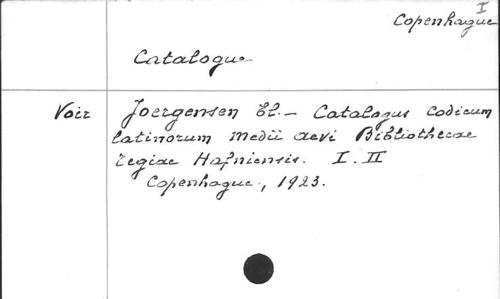 I
Copenhague
Catalogue
Voir Joergensen El. — Catalogus Codicum
latinorum medii aevi Bibliothecae
regiae Hafniensis. I. II
Copenhague, 1923.